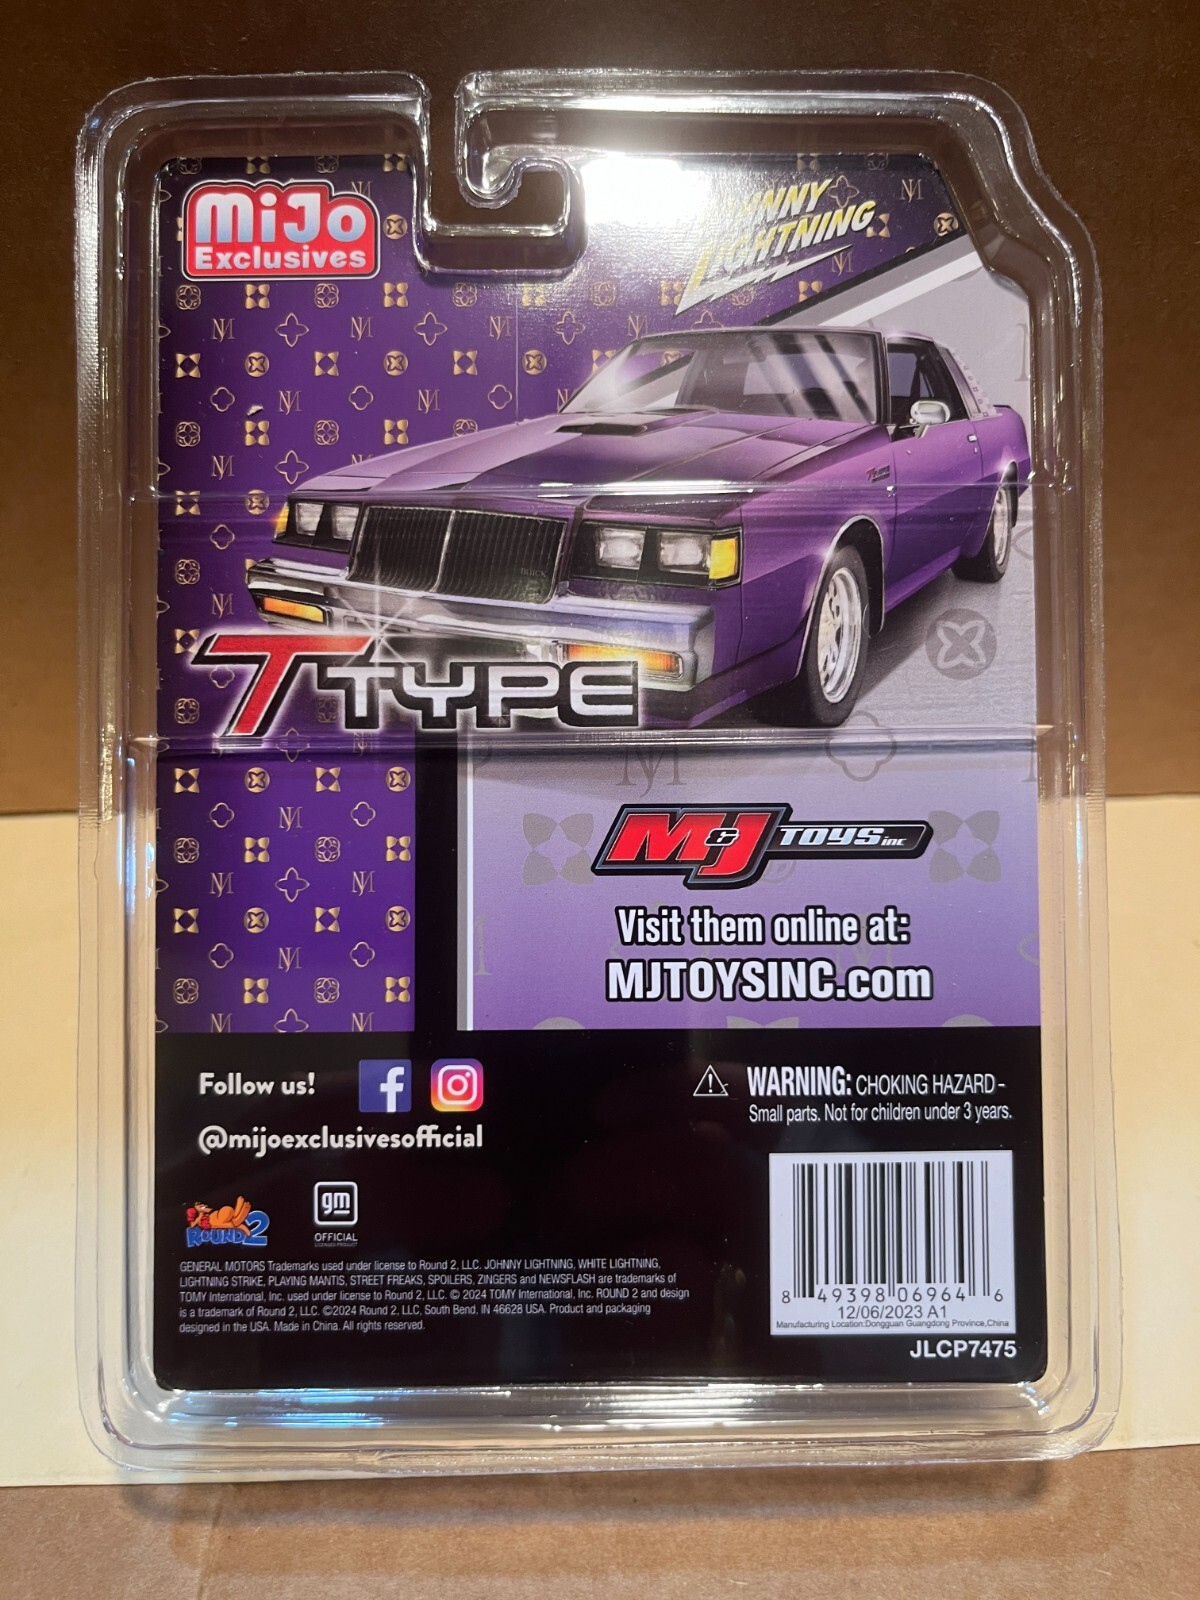 MiJo
Exclusives
JOHNNY
LIGHTNING
BUICK
T TYPE
M&J TOYS inc
Visit them online at:
MJTOYSINC.com
Follow us!
@mijoexclusivesofficial
WARNING: CHOKING HAZARD -
Small parts. Not for children under 3 years.
ROUND 2
gm
OFFICIAL
LICENSED PRODUCT
GENERAL MOTORS Trademarks used under license to Round 2, LLC. JOHNNY LIGHTNING, WHITE LIGHTNING,
LIGHTNING STRIKE, PLAYING MANTIS, STREET FREAKS, SPOILERS, ZINGERS and NEWSFLASH are trademarks of
TOMY International, Inc. used under license to Round 2, LLC. © 2024 TOMY International, Inc. ROUND 2 and design
is a trademark of Round 2, LLC. ©2024 Round 2, LLC, South Bend, IN 46628 USA. Product and packaging
designed in the USA. Made in China. All rights reserved.
8 49398 06964 6
12/06/2023 A1
Manufacturing Location:Dongguan Guangdong Province,China
JLCP7475